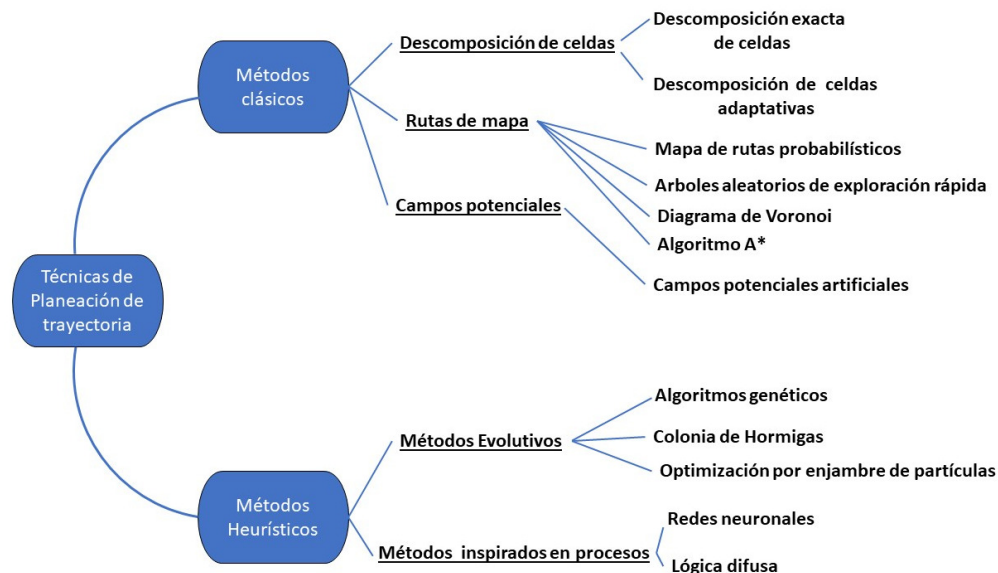 Técnicas de
Planeación de
trayectoria
Métodos
clásicos
Descomposición de celdas
Descomposición exacta
de celdas
Descomposición de celdas
adaptativas
Rutas de mapa
Mapa de rutas probabilísticos
Arboles aleatorios de exploración rápida
Diagrama de Voronoi
Algoritmo A*
Campos potenciales
Campos potenciales artificiales
Métodos
Heurísticos
Métodos Evolutivos
Algoritmos genéticos
Colonia de Hormigas
Optimización por enjambre de partículas
Métodos inspirados en procesos
Redes neuronales
Lógica difusa